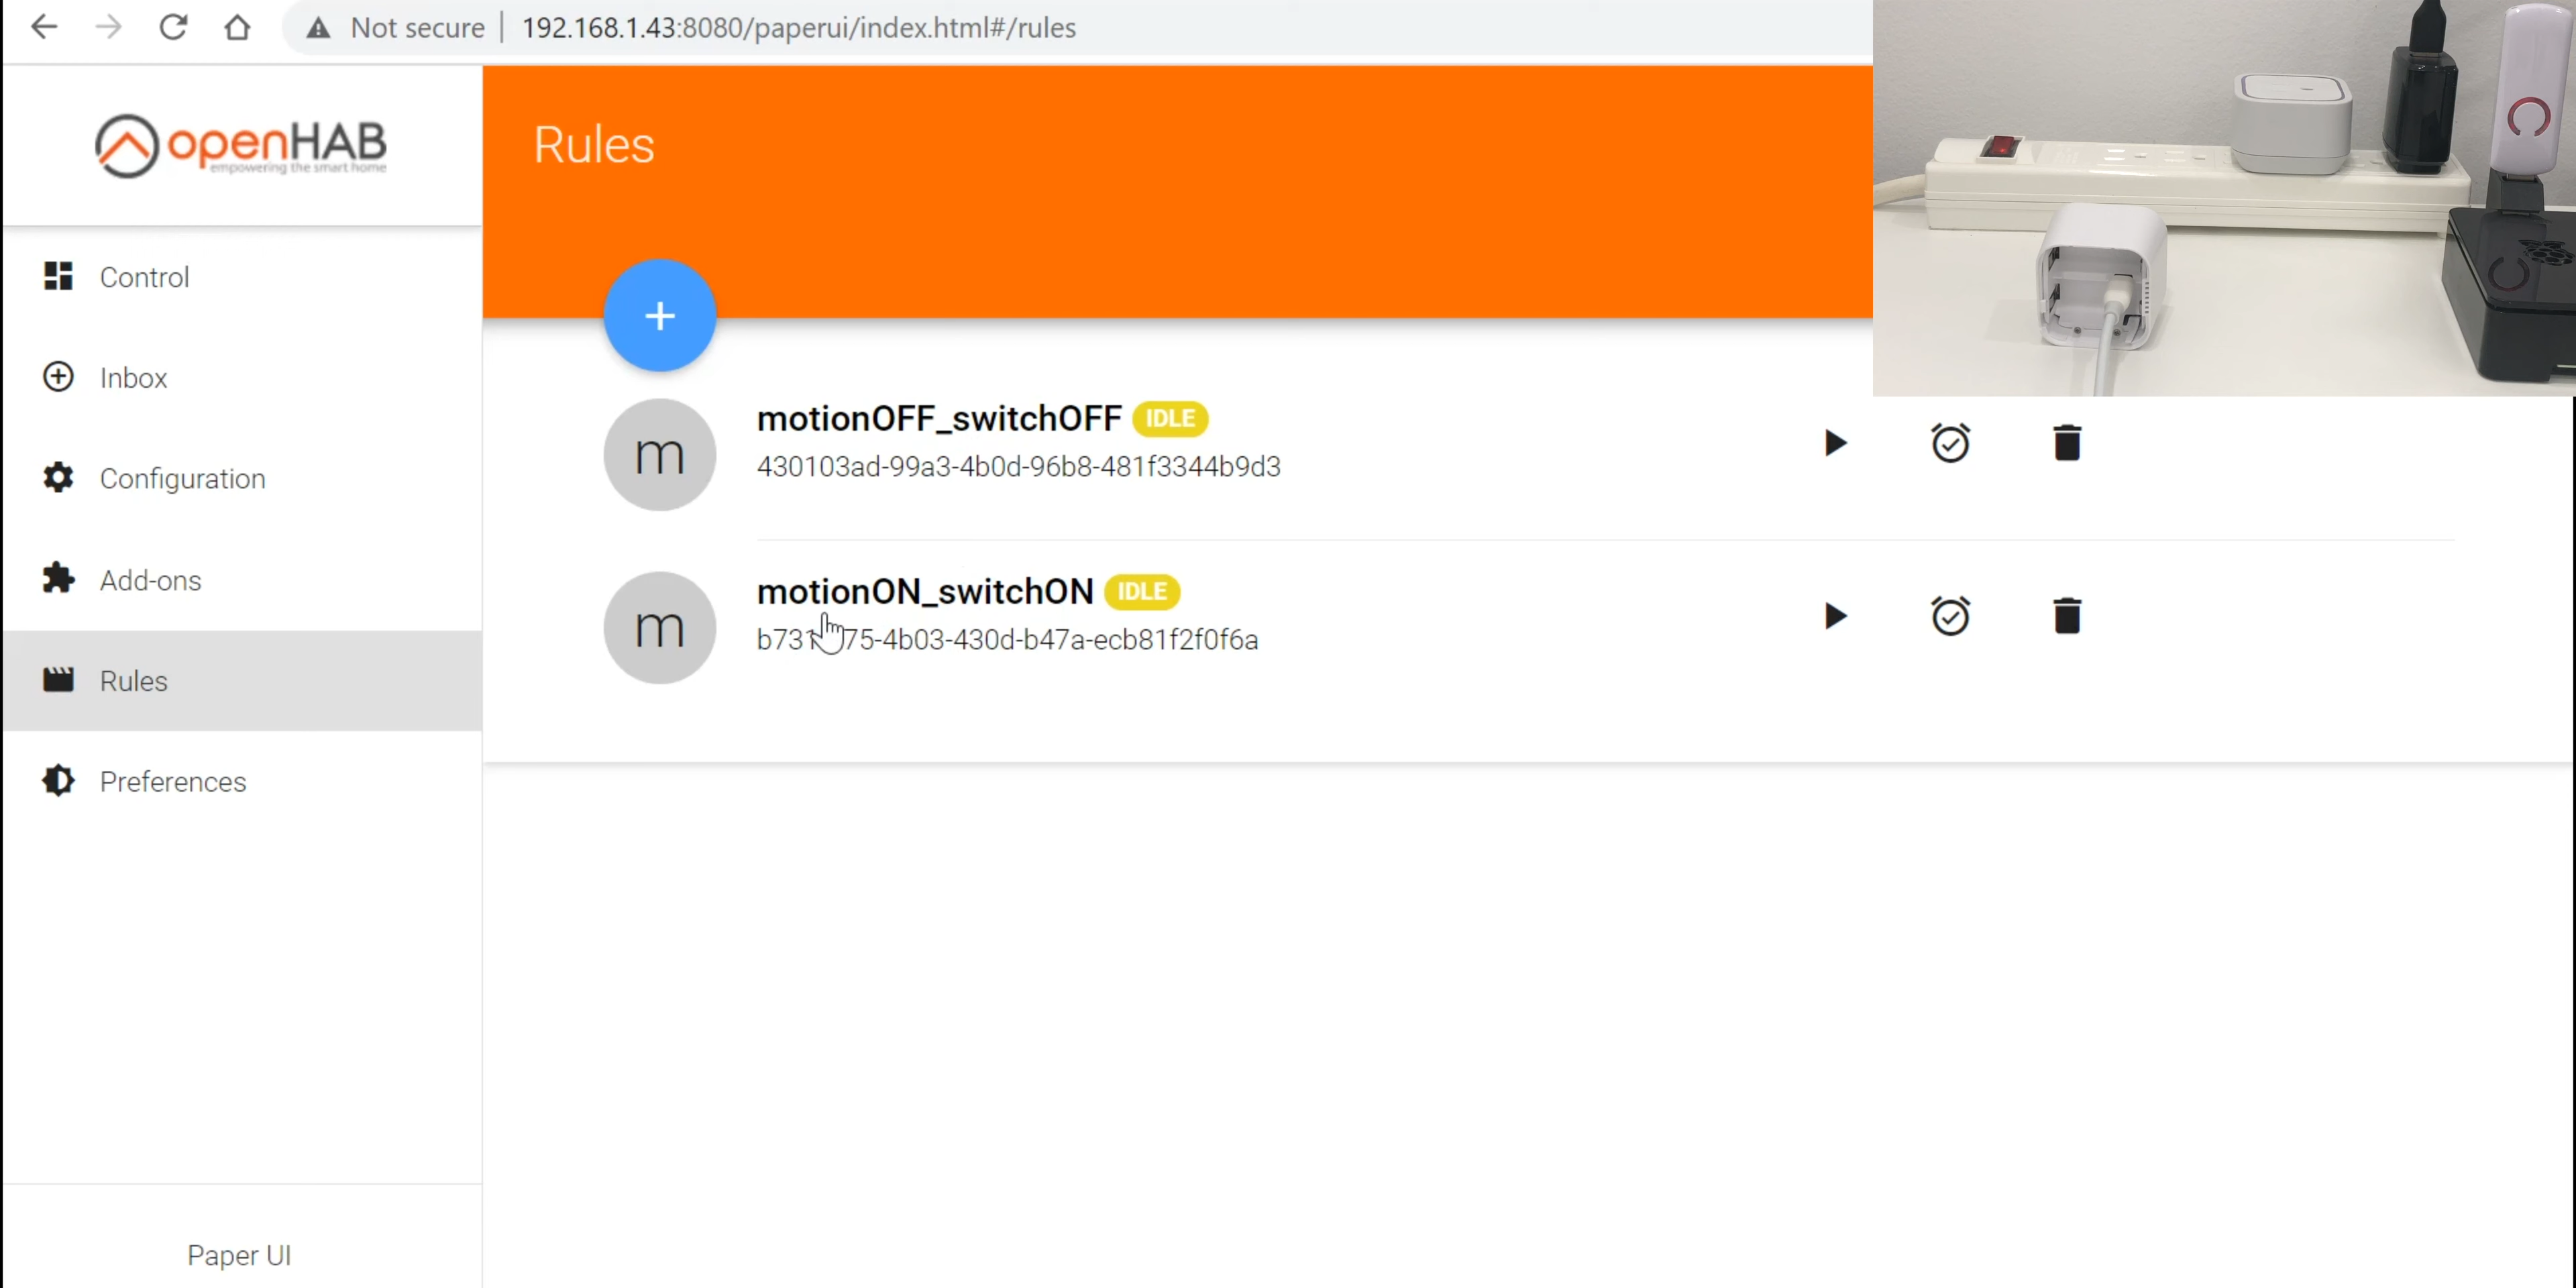 Not secure | 192.168.1.43:8080/paperui/index.html#/rules
openHAB
empowering the smart home
Rules
Control
Inbox
Configuration
Add-ons
Rules
Preferences
Paper UI
m
motionOFF_switchOFF IDLE
430103ad-99a3-4b0d-96b8-481f3344b9d3
m
motionON_switchON IDLE
75-4b03-430d-b47a-ecb81f2f0f6a